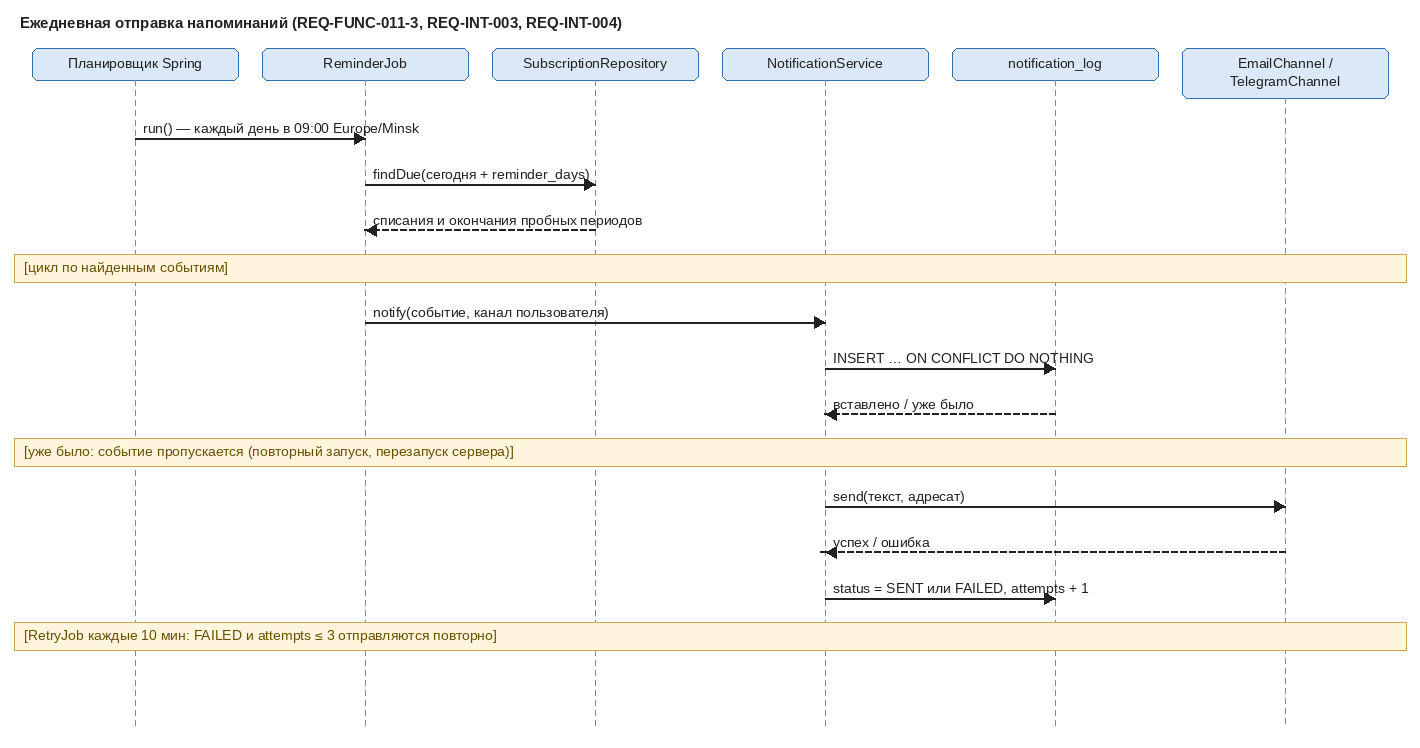 Ежедневная отправка напоминаний (REQ-FUNC-011-3, REQ-INT-003, REQ-INT-004)
Планировщик Spring
ReminderJob
SubscriptionRepository
NotificationService
notification_log
EmailChannel /
TelegramChannel
run() — каждый день в 09:00 Europe/Minsk
findDue(сегодня + reminder_days)
списания и окончания пробных периодов
[цикл по найденным событиям]
notify(событие, канал пользователя)
INSERT … ON CONFLICT DO NOTHING
вставлено / уже было
[уже было: событие пропускается (повторный запуск, перезапуск сервера)]
send(текст, адресат)
успех / ошибка
status = SENT или FAILED, attempts + 1
[RetryJob каждые 10 мин: FAILED и attempts ≤ 3 отправляются повторно]